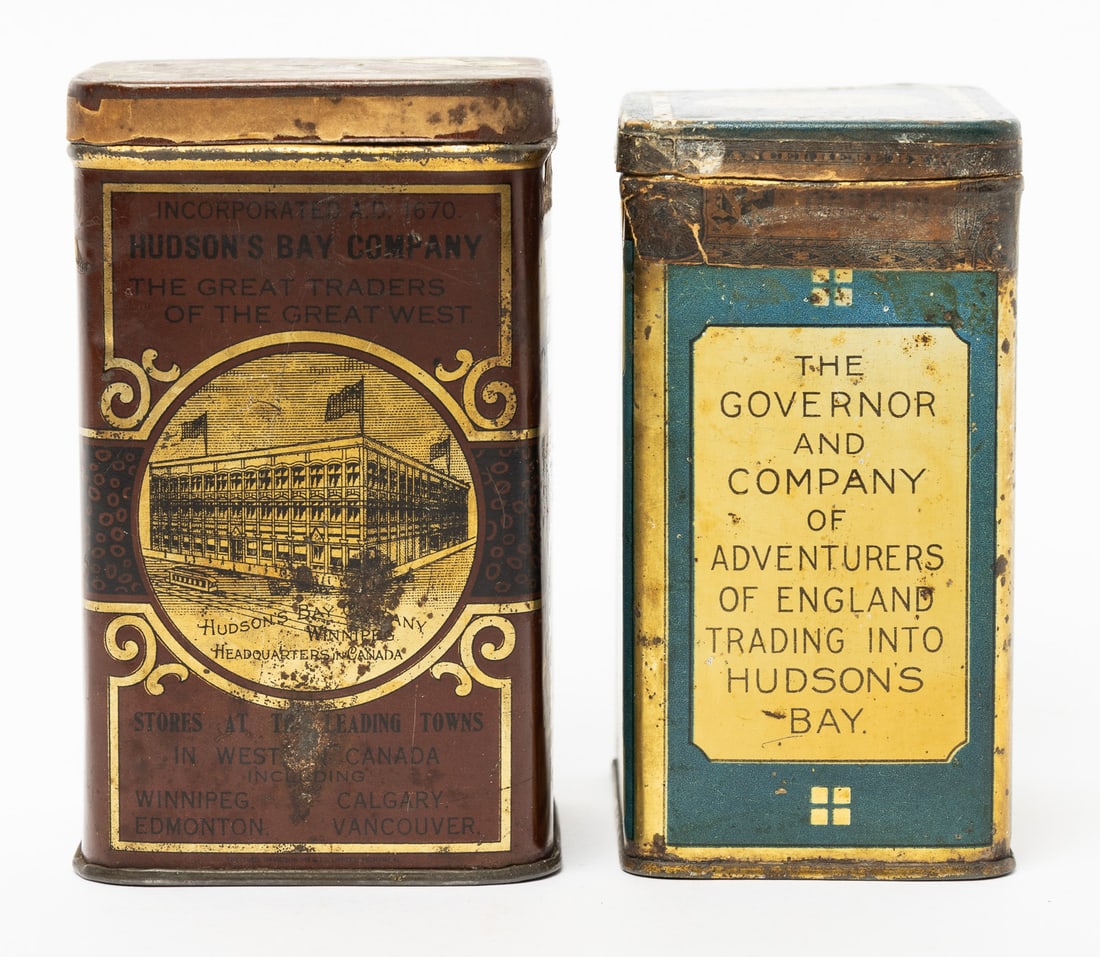 INCORPORATED A.D. 1670.
HUDSON'S BAY COMPANY
THE GREAT TRADERS
OF THE GREAT WEST.
HUDSON'S BAY
WINNIPEG
HEADQUARTERS IN CANADA
STORES AT LEADING TOWNS
IN CANADA
INCLUDING
WINNIPEG. CALGARY.
EDMONTON. VANCOUVER.
THE
GOVERNOR
AND
COMPANY
OF
ADVENTURERS
OF ENGLAND
TRADING INTO
HUDSON'S
BAY.